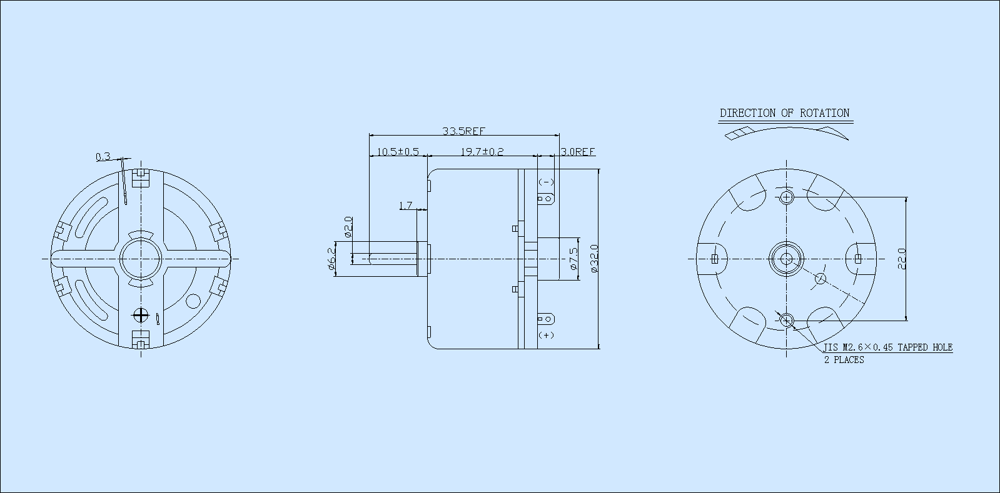 DIRECTION OF ROTATION
33.5REF
10.5±0.5
19.7±0.2
3.0REF
0.3
(-)
1.7
ø2.0
ø6.2
ø7.5
ø32.0
22.0
(+)
JIS M2.6×0.45 TAPPED HOLE
2 PLACES